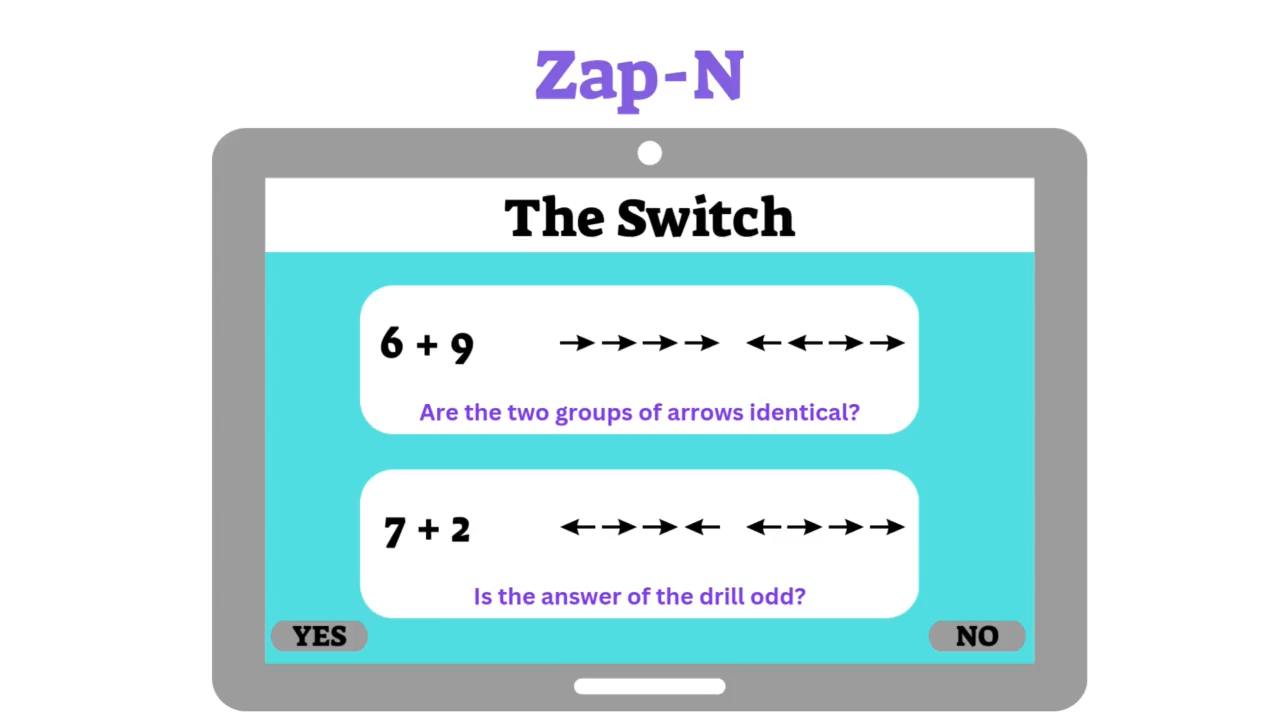 Zap-N
The Switch
6 + 9 →→→→ ←←→→
Are the two groups of arrows identical?
7 + 2 ←→→← ←→→→
Is the answer of the drill odd?
YES NO